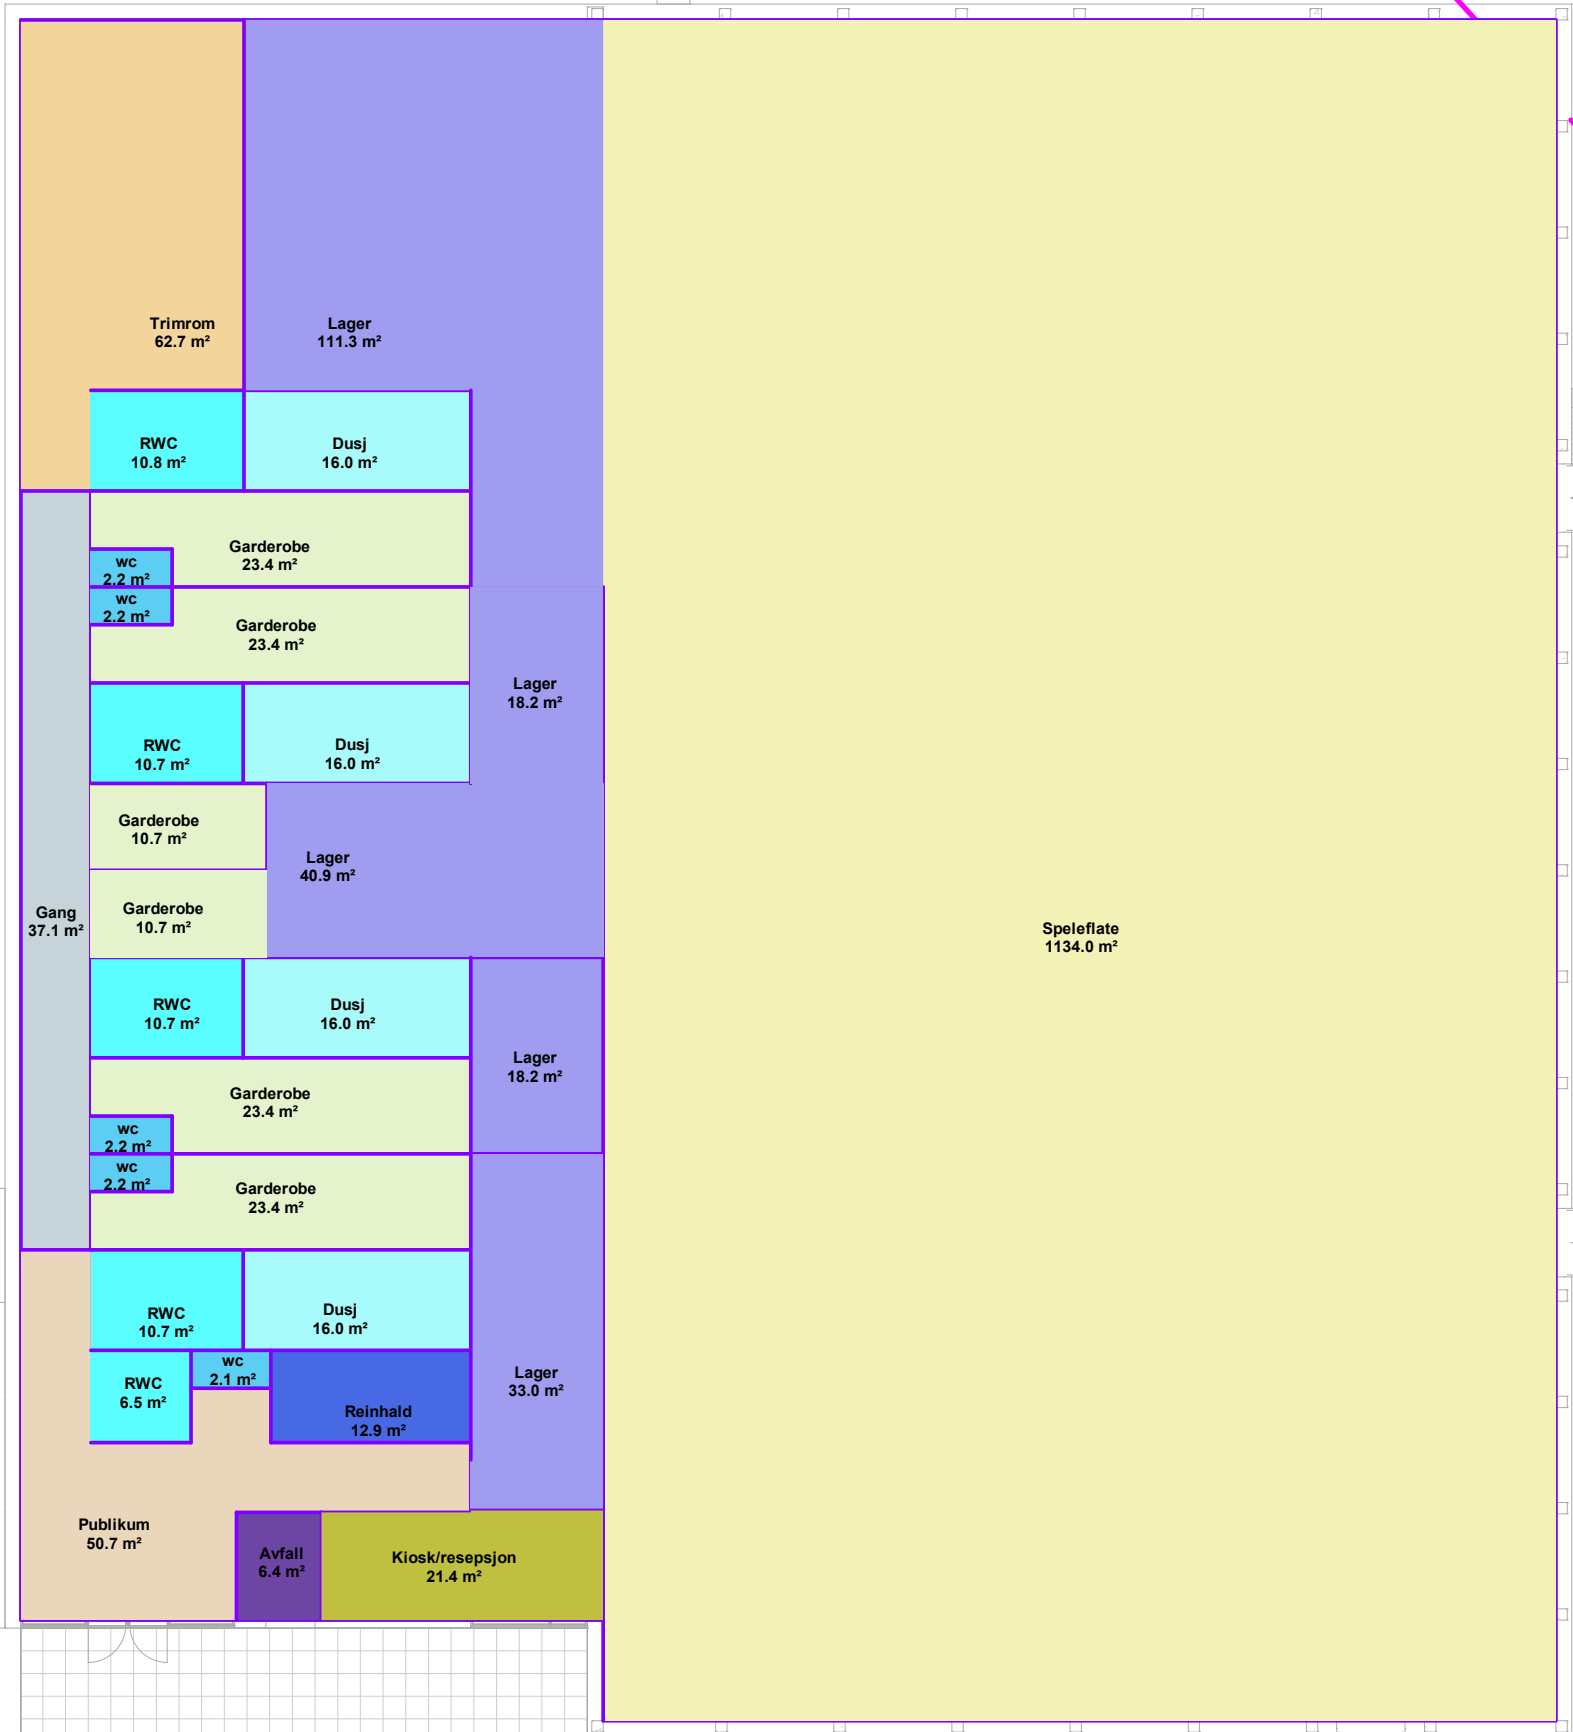 Trimrom
62.7 m²
Lager
111.3 m²
RWC
10.8 m²
Dusj
16.0 m²
Garderobe
23.4 m²
wc
2.2 m²
wc
2.2 m²
Garderobe
23.4 m²
Lager
18.2 m²
RWC
10.7 m²
Dusj
16.0 m²
Garderobe
10.7 m²
Lager
40.9 m²
Garderobe
10.7 m²
Gang
37.1 m²
Speleflate
1134.0 m²
RWC
10.7 m²
Dusj
16.0 m²
Lager
18.2 m²
Garderobe
23.4 m²
wc
2.2 m²
wc
2.2 m²
Garderobe
23.4 m²
RWC
10.7 m²
Dusj
16.0 m²
wc
2.1 m²
RWC
6.5 m²
Lager
33.0 m²
Reinhald
12.9 m²
Publikum
50.7 m²
Avfall
6.4 m²
Kiosk/resepsjon
21.4 m²